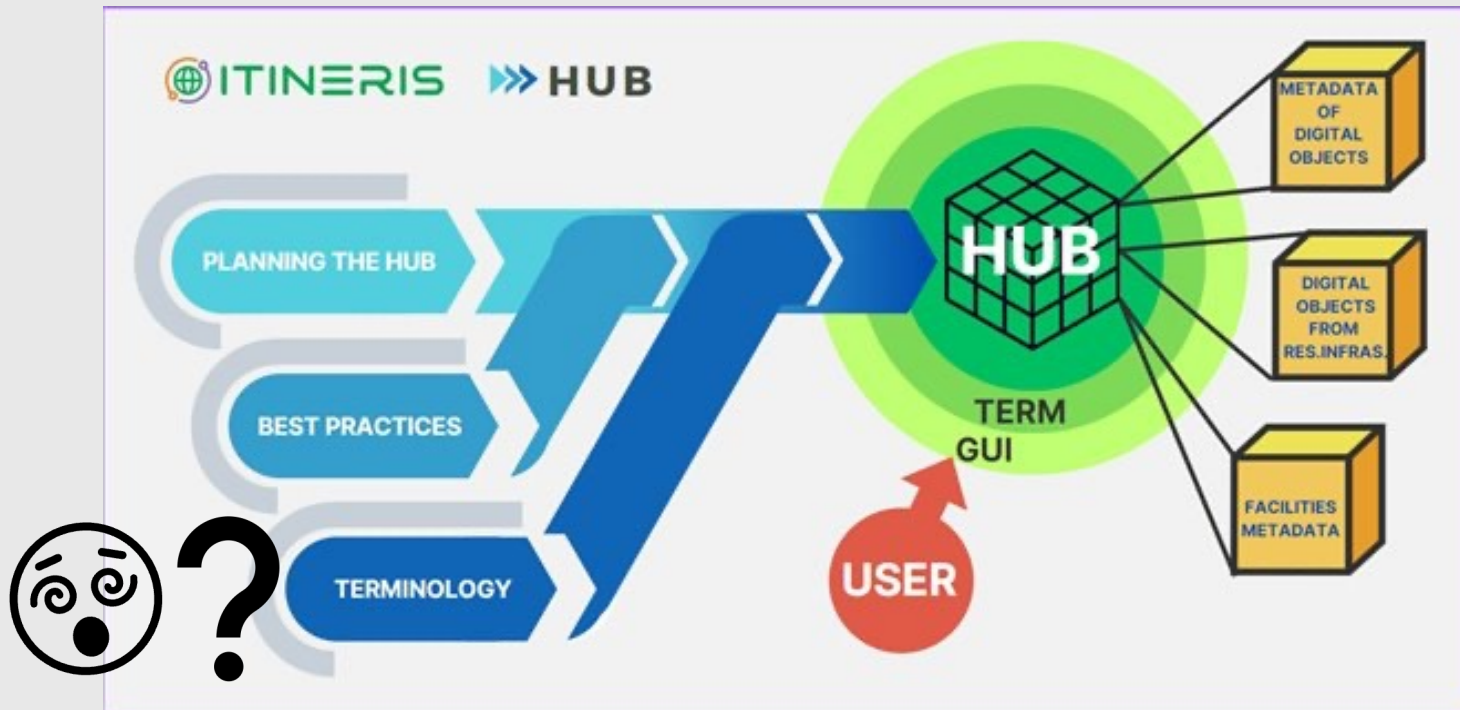 ITINERIS HUB
PLANNING THE HUB
BEST PRACTICES
TERMINOLOGY
HUB
TERM
GUI
USER
METADATA
OF
DIGITAL
OBJECTS
DIGITAL
OBJECTS
FROM
RES.INFRAS.
FACILITIES
METADATA
?